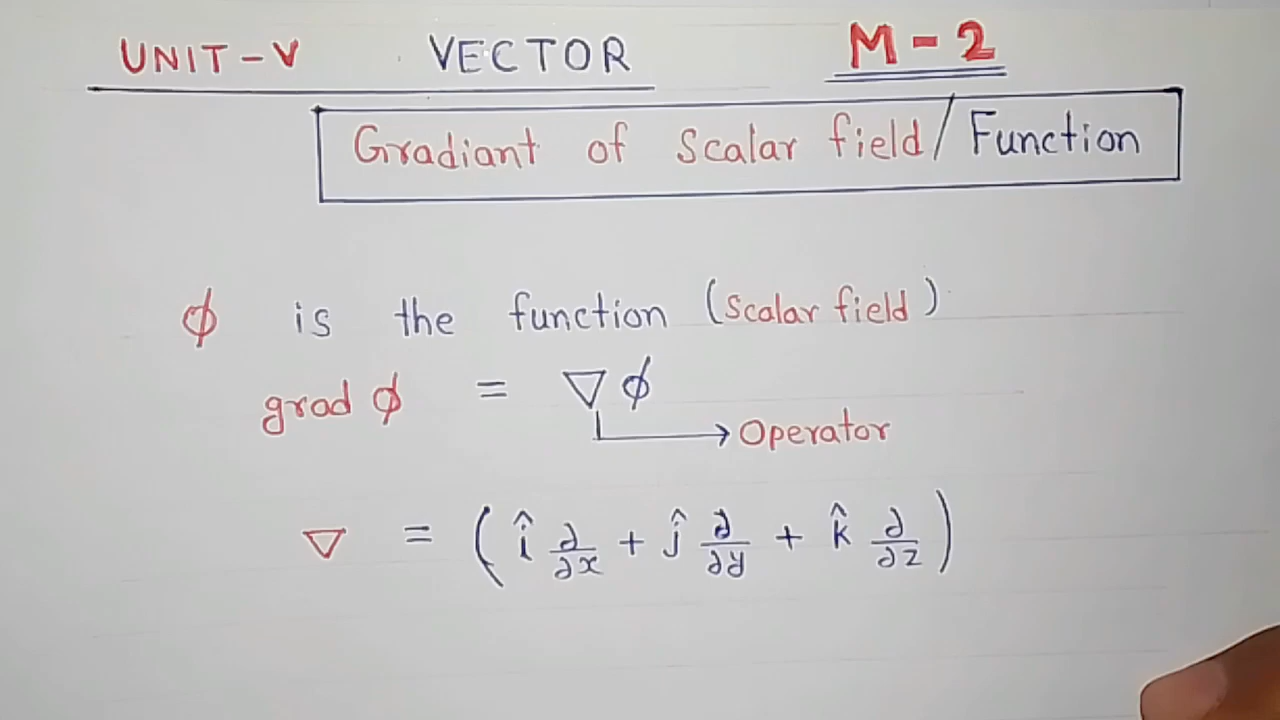 UNIT-V VECTOR M-2
Gradiant of Scalar field/Function
ϕ is the function (Scalar field)
grad ϕ = ∇ϕ
→ Operator
∇ = (î ∂/∂x + ĵ ∂/∂y + k̂ ∂/∂z)